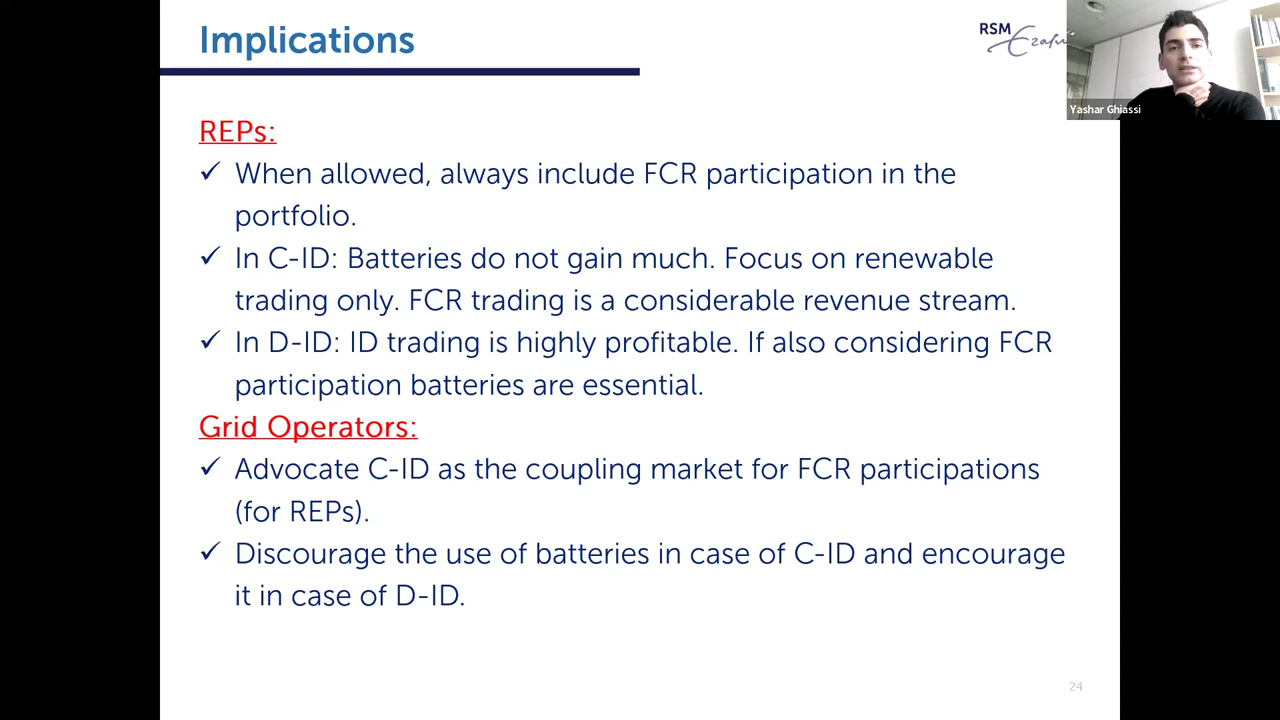 Implications
RSM
Erasmus
Yashar Ghiassi
REPs:
✓ When allowed, always include FCR participation in the
portfolio.
✓ In C-ID: Batteries do not gain much. Focus on renewable
trading only. FCR trading is a considerable revenue stream.
✓ In D-ID: ID trading is highly profitable. If also considering FCR
participation batteries are essential.
Grid Operators:
✓ Advocate C-ID as the coupling market for FCR participations
(for REPs).
✓ Discourage the use of batteries in case of C-ID and encourage
it in case of D-ID.
24